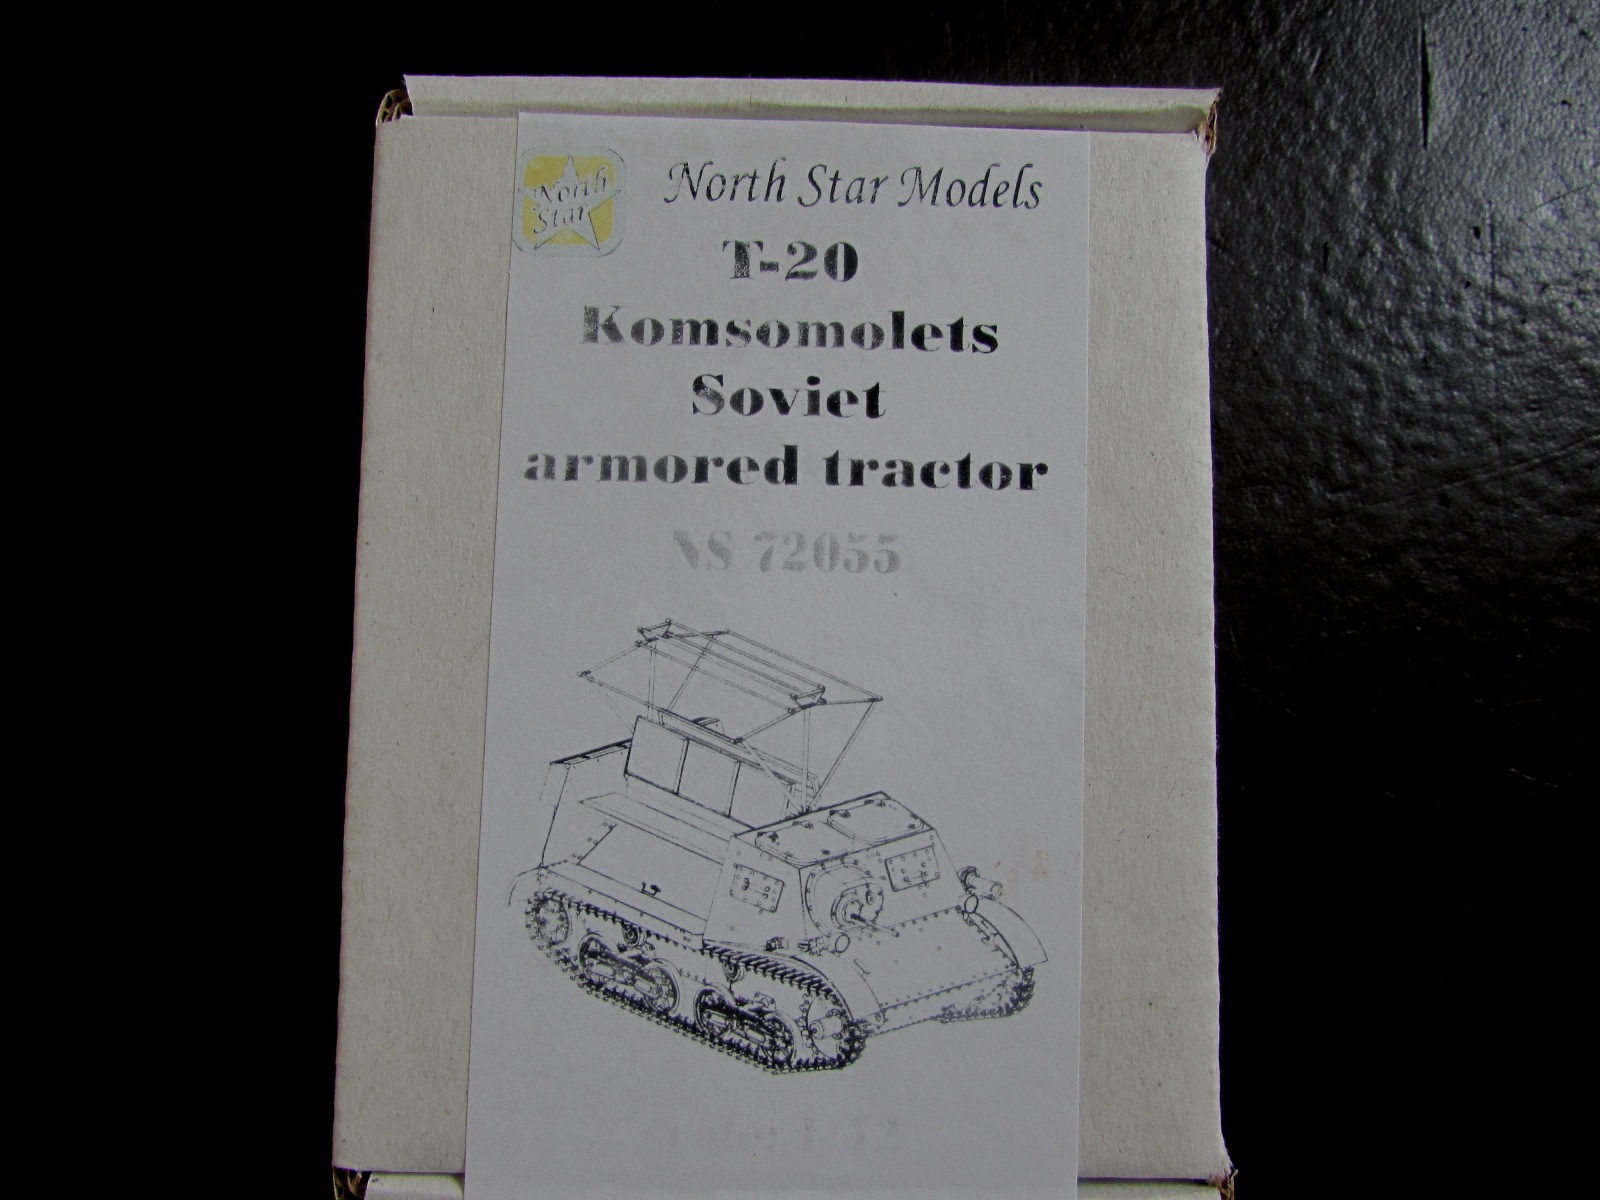 North
Star
North Star Models
T-20
Komsomolets
Soviet
armored tractor
NS 72055